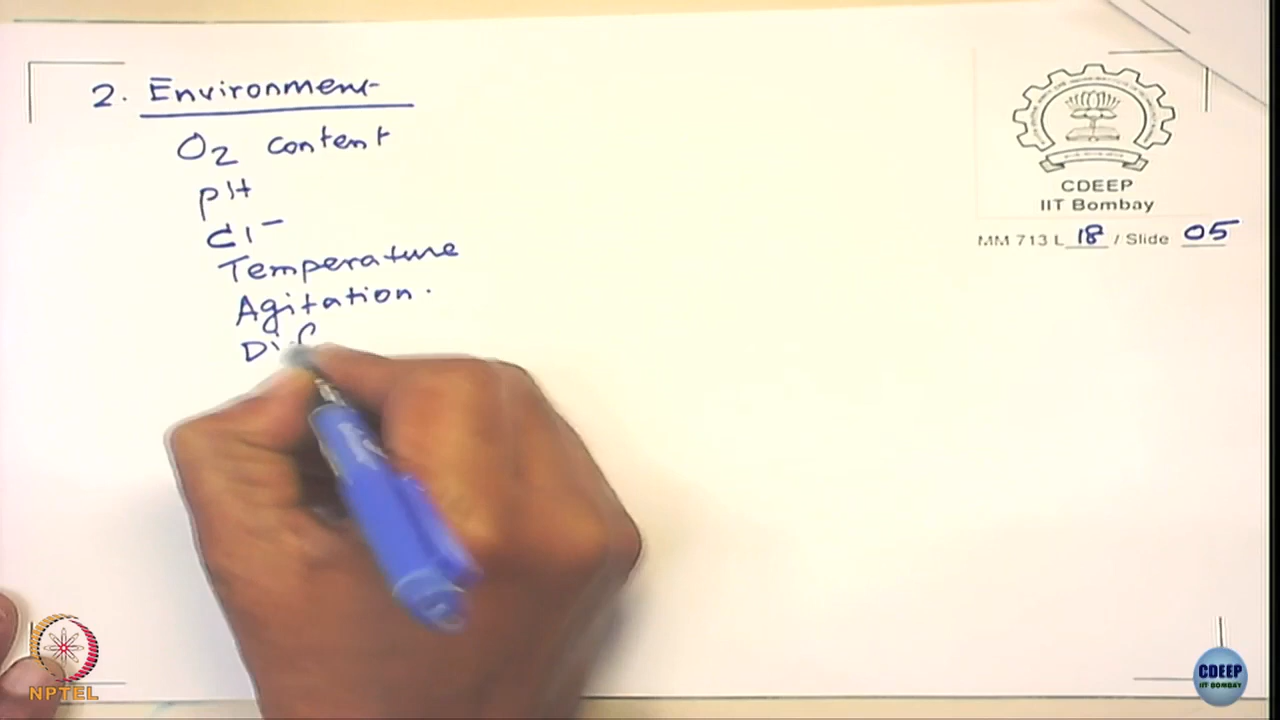 2. Environment
O2 content
pH
Cl-
Temperature
Agitation.
CDEEP
IIT Bombay
MM 713 L 18 / Slide 05
NPTEL
CDEEP
IIT BOMBAY